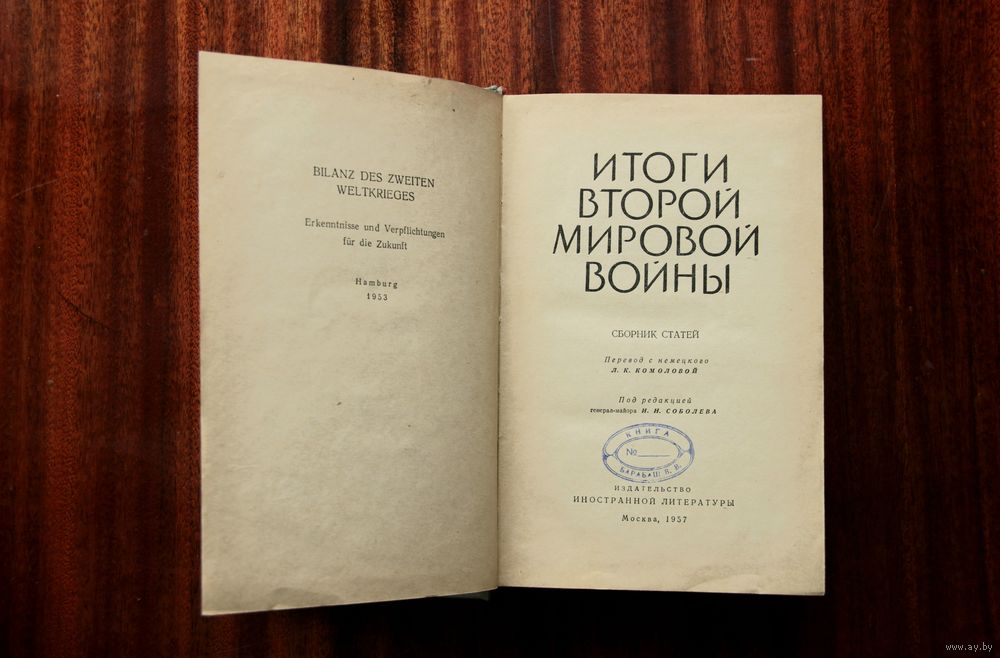 BILANZ DES ZWEITEN
WELTKRIEGES
Erkenntnisse und Verpflichtungen
für die Zukunft
Hamburg
1953
ИТОГИ
ВТОРОЙ
МИРОВОЙ
ВОЙНЫ
СБОРНИК СТАТЕЙ
Перевод с немецкого
Л. К. КОМОЛОВОЙ
Под редакцией
генерал-майора И. Н. СОБОЛЕВА
КНИГА
№
БАРАБАШ В. В.
ИЗДАТЕЛЬСТВО
ИНОСТРАННОЙ ЛИТЕРАТУРЫ
Москва, 1957
www.ay.by